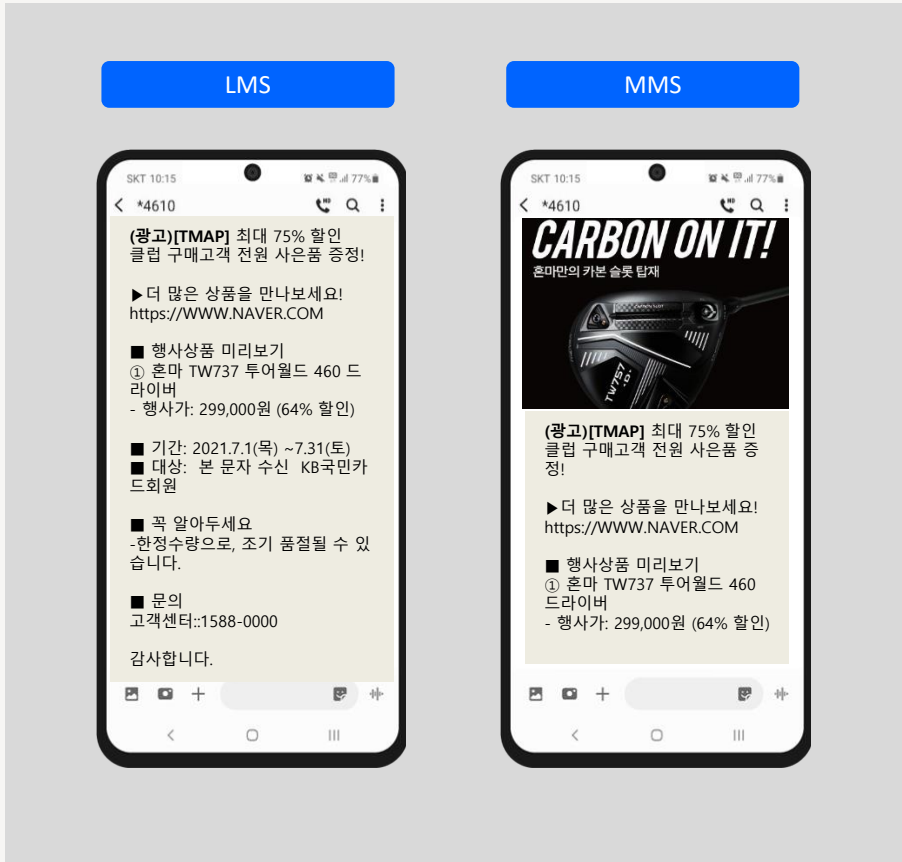 LMS
SKT 10:15
77%
*4610
(광고)[TMAP] 최대 75% 할인
클럽 구매고객 전원 사은품 증정!
▶더 많은 상품을 만나보세요!
https://WWW.NAVER.COM
■ 행사상품 미리보기
① 혼마 TW737 투어월드 460 드
라이버
- 행사가: 299,000원 (64% 할인)
■ 기간: 2021.7.1(목) ~7.31(토)
■ 대상: 본 문자 수신 KB국민카
드회원
■ 꼭 알아두세요
-한정수량으로, 조기 품절될 수 있
습니다.
■ 문의
고객센터::1588-0000
감사합니다.
MMS
SKT 10:15
77%
*4610
CARBON ON IT!
혼마만의 카본 슬롯 탑재
TW757
(광고)[TMAP] 최대 75% 할인
클럽 구매고객 전원 사은품 증
정!
▶더 많은 상품을 만나보세요!
https://WWW.NAVER.COM
■ 행사상품 미리보기
① 혼마 TW737 투어월드 460
드라이버
- 행사가: 299,000원 (64% 할인)